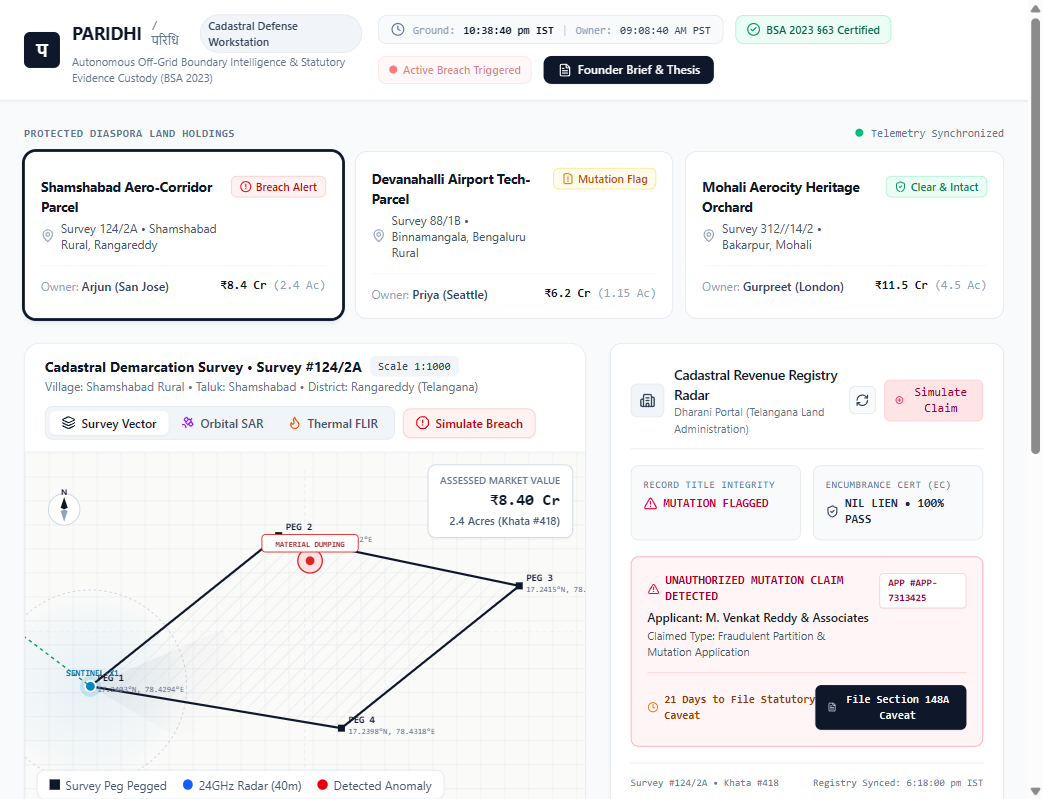 प
PARIDHI
/
परिधि
Cadastral Defense
Workstation
Autonomous Off-Grid Boundary Intelligence & Statutory
Evidence Custody (BSA 2023)
Ground: 10:38:40 pm IST | Owner: 09:08:40 AM PST
BSA 2023 §63 Certified
Active Breach Triggered
Founder Brief & Thesis
PROTECTED DIASPORA LAND HOLDINGS
Telemetry Synchronized
Shamshabad Aero-Corridor
Parcel
Breach Alert
Survey 124/2A • Shamshabad
Rural, Rangareddy
Owner: Arjun (San Jose)
₹8.4 Cr (2.4 Ac)
Devanahalli Airport Tech-
Parcel
Mutation Flag
Survey 88/1B •
Binnamangala, Bengaluru
Rural
Owner: Priya (Seattle)
₹6.2 Cr (1.15 Ac)
Mohali Aerocity Heritage
Orchard
Clear & Intact
Survey 312//14/2 •
Bakarpur, Mohali
Owner: Gurpreet (London)
₹11.5 Cr (4.5 Ac)
Cadastral Demarcation Survey • Survey #124/2A
Scale 1:1000
Village: Shamshabad Rural • Taluk: Shamshabad • District: Rangareddy (Telangana)
Survey Vector
Orbital SAR
Thermal FLIR
Simulate Breach
N
ASSESSED MARKET VALUE
₹8.40 Cr
2.4 Acres (Khata #418)
PEG 2
MATERIAL DUMPING
2°E
PEG 3
17.2415°N, 78.
PEG 1
78.4294°E
PEG 4
17.2398°N, 78.4318°E
Survey Peg Pegged
24GHz Radar (40m)
Detected Anomaly
Cadastral Revenue Registry
Radar
Dharani Portal (Telangana Land
Administration)
Simulate
Claim
RECORD TITLE INTEGRITY
MUTATION FLAGGED
ENCUMBRANCE CERT (EC)
NIL LIEN • 100%
PASS
UNAUTHORIZED MUTATION CLAIM
DETECTED
APP #APP-
7313425
Applicant: M. Venkat Reddy & Associates
Claimed Type: Fraudulent Partition &
Mutation Application
21 Days to File Statutory
Caveat
File Section 148A
Caveat
Survey #124/2A • Khata #418
Registry Synced: 6:18:00 pm IST